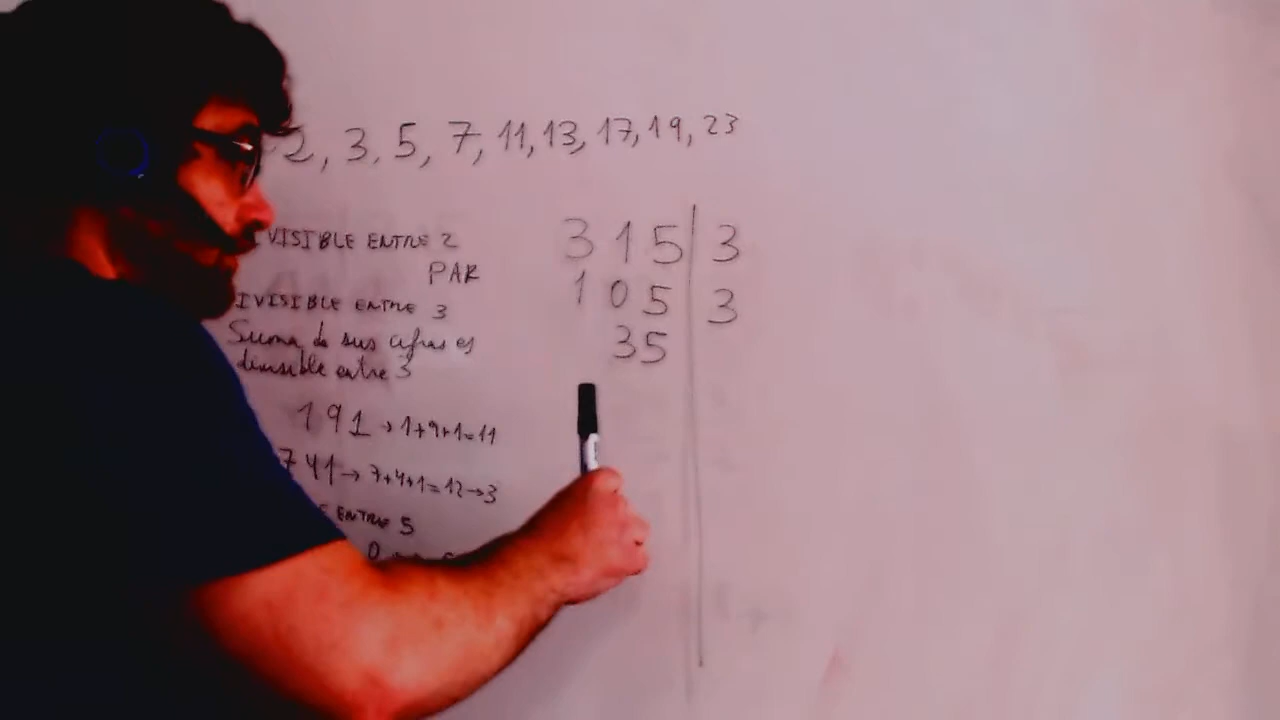 2, 3, 5, 7, 11, 13, 17, 19, 23
IVISIBLE ENTRE 2
PAR
IVISIBLE ENTRE 3
Suma de sus cifras es
divisible entre 3
191 → 1+9+1=11
741 → 7+4+1=12→3
ENTRE 5
315 | 3
105 | 3
35